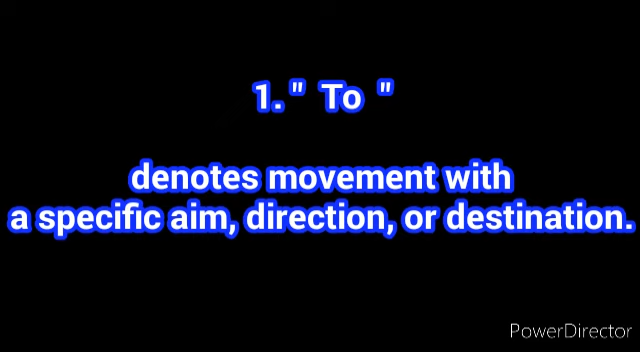 1. " To "
denotes movement with
a specific aim, direction, or destination.
PowerDirector